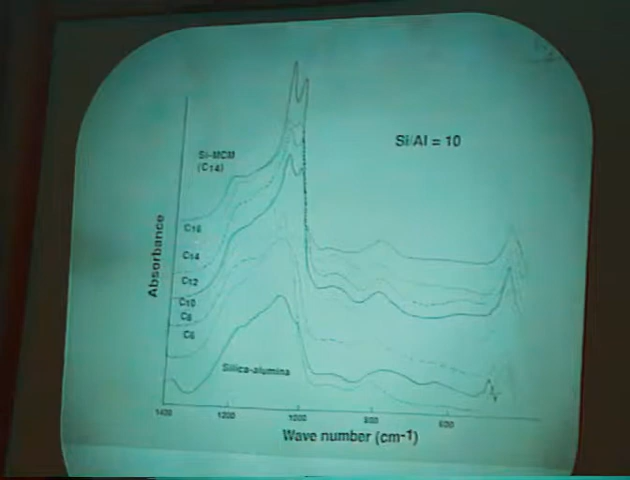 Si/Al = 10
Si-MCM
(C14)
C16
C14
C12
C10
C8
C6
Silica-alumina
Absorbance
1400 1200 1000 800 600
Wave number (cm-1)